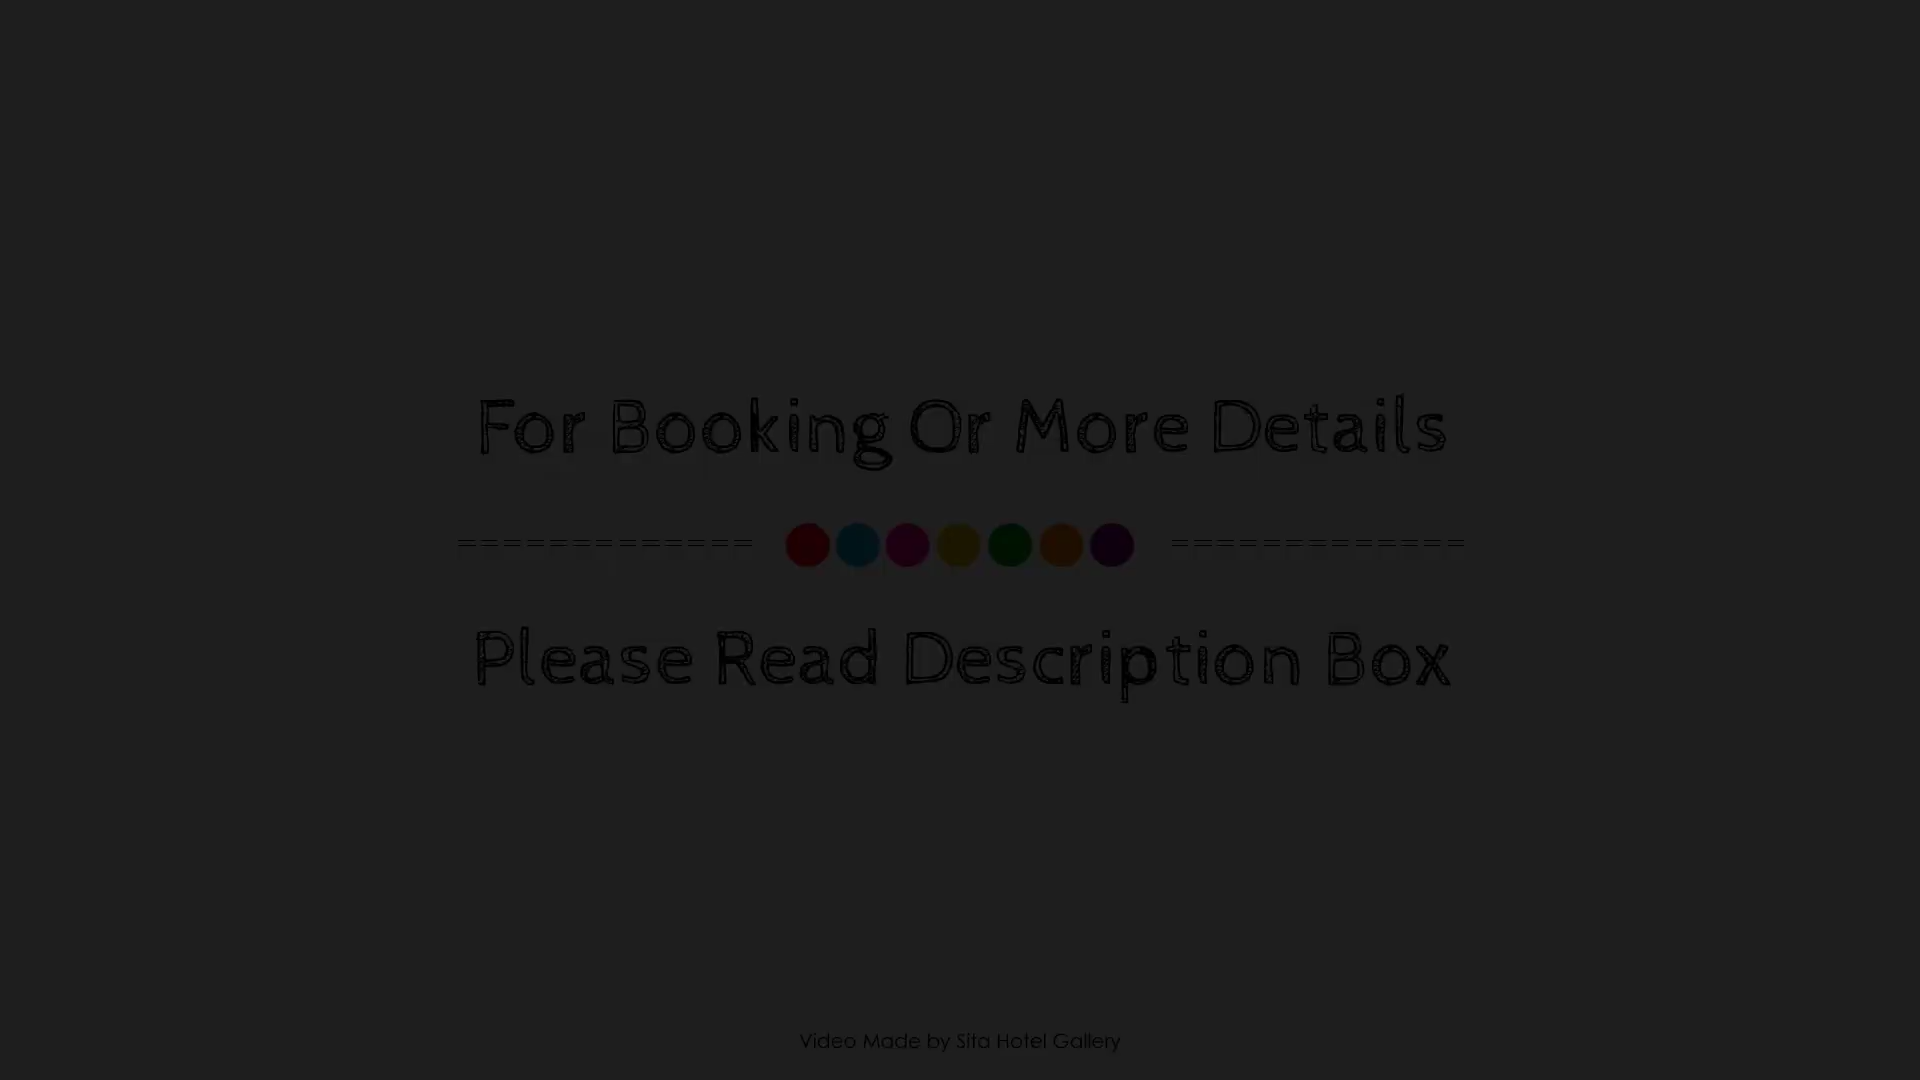 For Booking Or More Details
============= =============
Please Read Description Box
Video Made by Sita Hotel Gallery